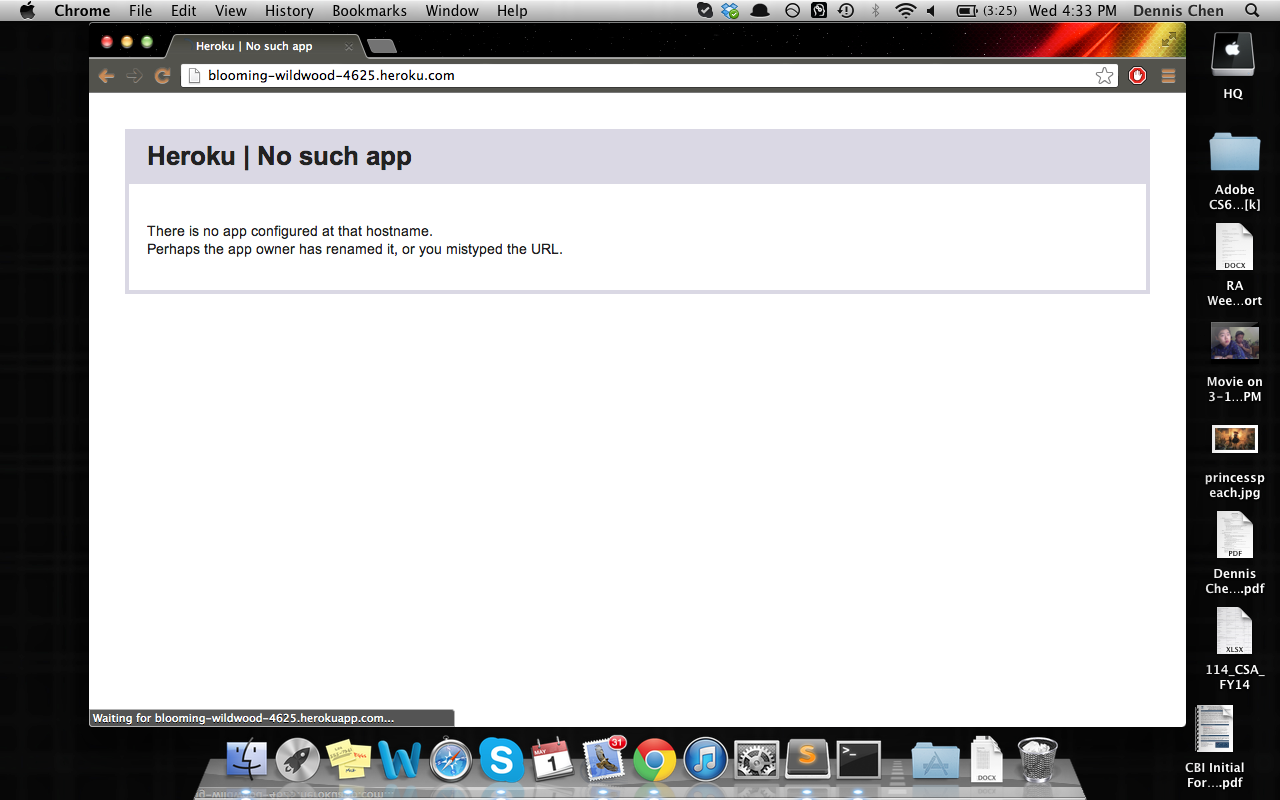 Chrome File Edit View History Bookmarks Window Help (3:25) Wed 4:33 PM Dennis Chen
Heroku | No such app
blooming-wildwood-4625.heroku.com
Heroku | No such app
There is no app configured at that hostname.
Perhaps the app owner has renamed it, or you mistyped the URL.
Waiting for blooming-wildwood-4625.herokuapp.com...
HQ
Adobe
CS6...[k]
DOCX
RA
Wee...ort
Movie on
3-1...PM
princessp
each.jpg
PDF
Dennis
Che....pdf
XLSX
114_CSA_
FY14
CBI Initial
For....pdf
MAY
1
31
DOCX